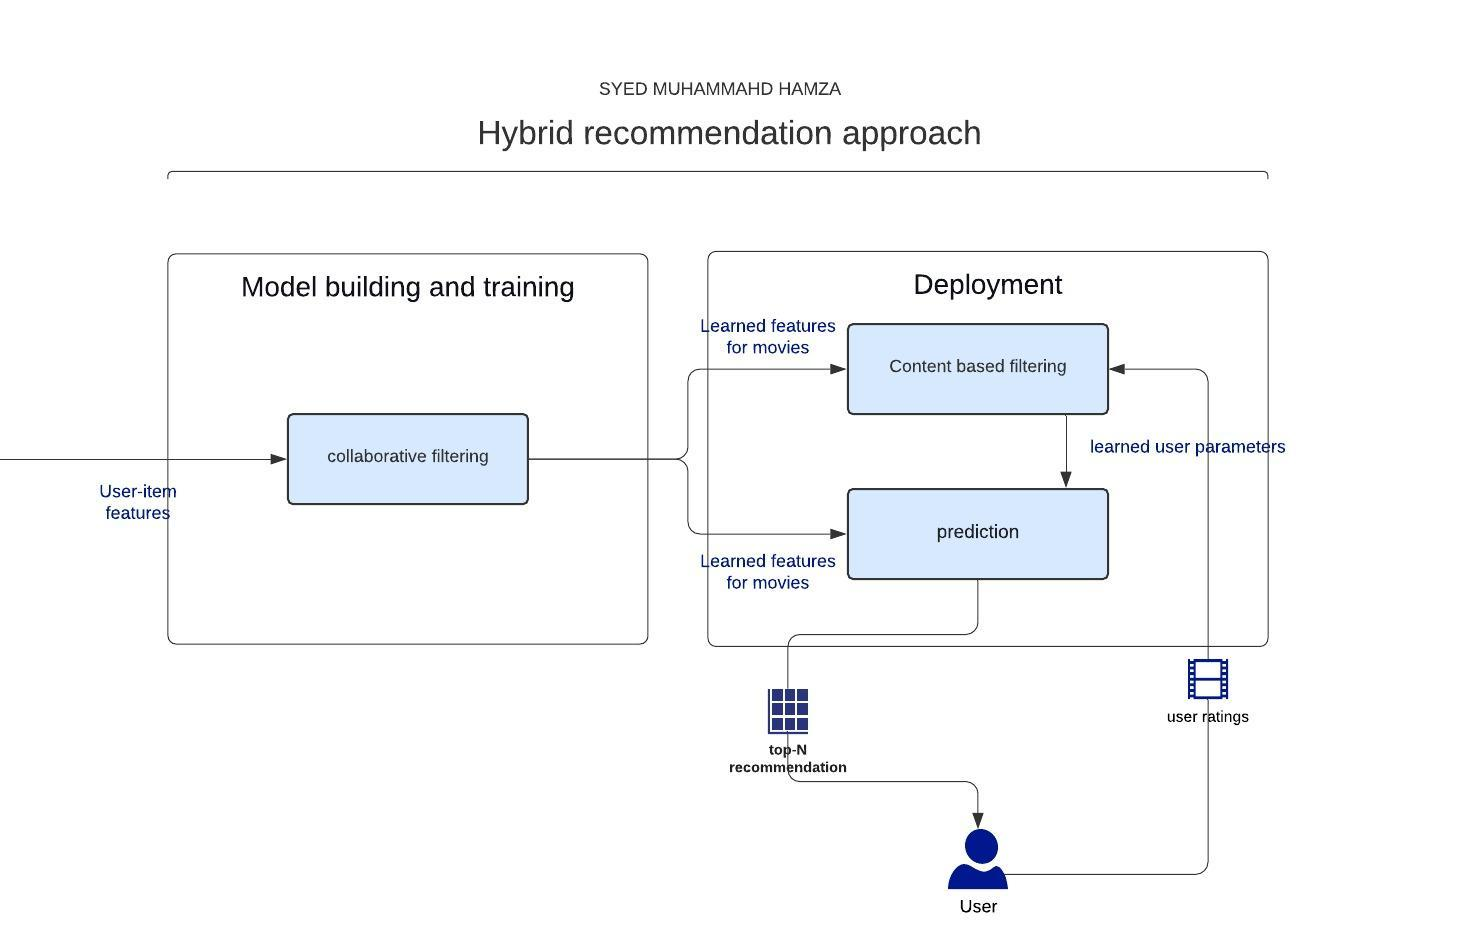 SYED MUHAMMAHD HAMZA
Hybrid recommendation approach
Model building and training
collaborative filtering
User-item
features
Deployment
Learned features
for movies
Content based filtering
learned user parameters
prediction
Learned features
for movies
user ratings
top-N
recommendation
User